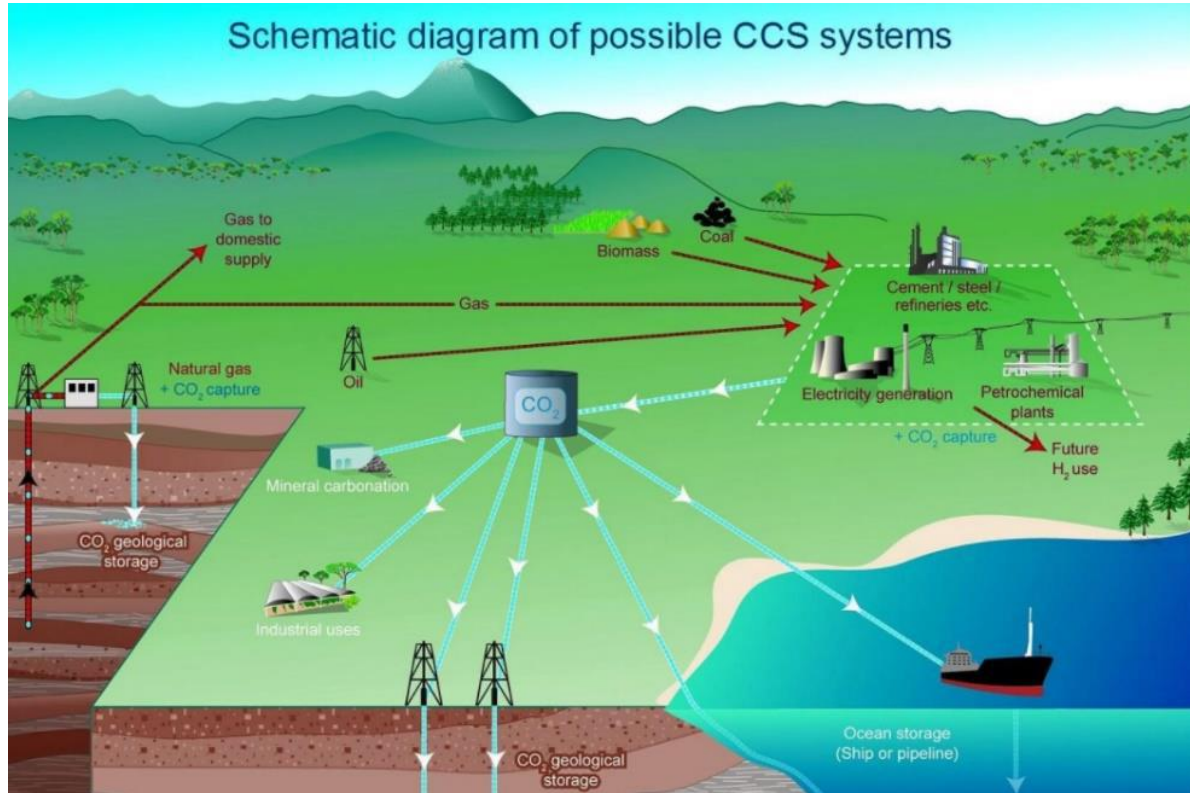 Schematic diagram of possible CCS systems
Gas to
domestic
supply
Biomass
Coal
Gas
Cement / steel /
refineries etc.
Oil
Natural gas
+ CO₂ capture
CO₂
Electricity generation
Petrochemical
plants
+ CO₂ capture
Future
H₂ use
Mineral carbonation
CO₂ geological
storage
Industrial uses
Ocean storage
(Ship or pipeline)
CO₂ geological
storage